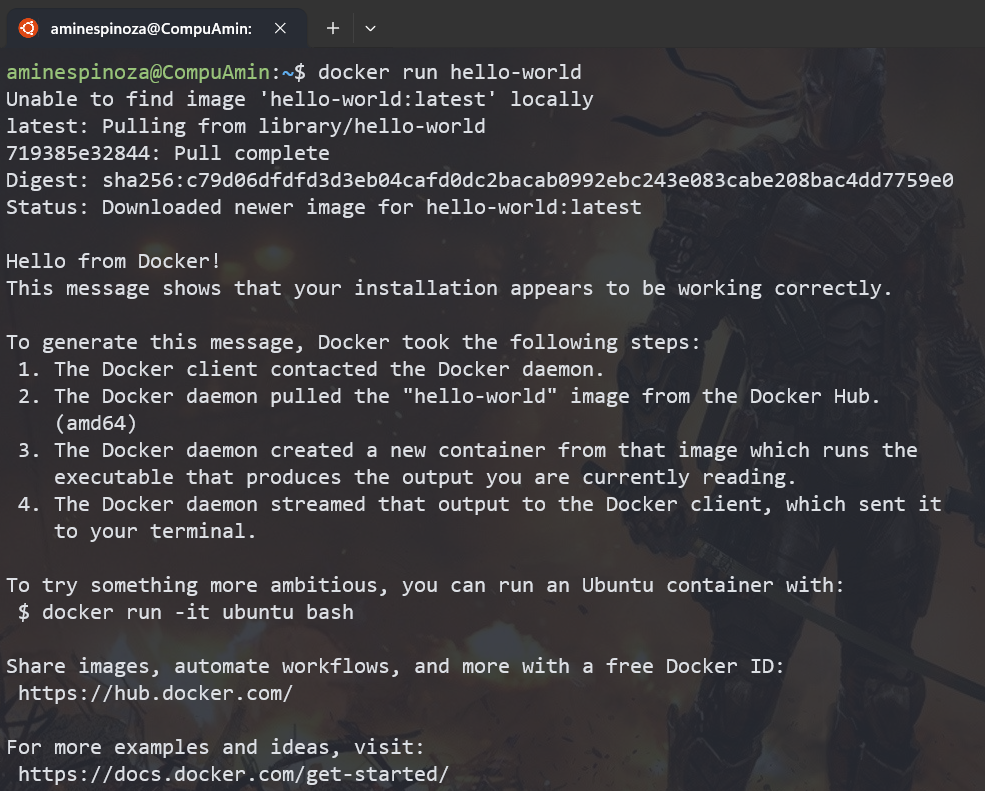 aminespinoza@CompuAmin:
aminespinoza@CompuAmin:~$ docker run hello-world
Unable to find image 'hello-world:latest' locally
latest: Pulling from library/hello-world
719385e32844: Pull complete
Digest: sha256:c79d06dfdfd3d3eb04cafd0dc2bacab0992ebc243e083cabe208bac4dd7759e0
Status: Downloaded newer image for hello-world:latest

Hello from Docker!
This message shows that your installation appears to be working correctly.

To generate this message, Docker took the following steps:
 1. The Docker client contacted the Docker daemon.
 2. The Docker daemon pulled the "hello-world" image from the Docker Hub.
    (amd64)
 3. The Docker daemon created a new container from that image which runs the
    executable that produces the output you are currently reading.
 4. The Docker daemon streamed that output to the Docker client, which sent it
    to your terminal.

To try something more ambitious, you can run an Ubuntu container with:
 $ docker run -it ubuntu bash

Share images, automate workflows, and more with a free Docker ID:
 https://hub.docker.com/

For more examples and ideas, visit:
 https://docs.docker.com/get-started/